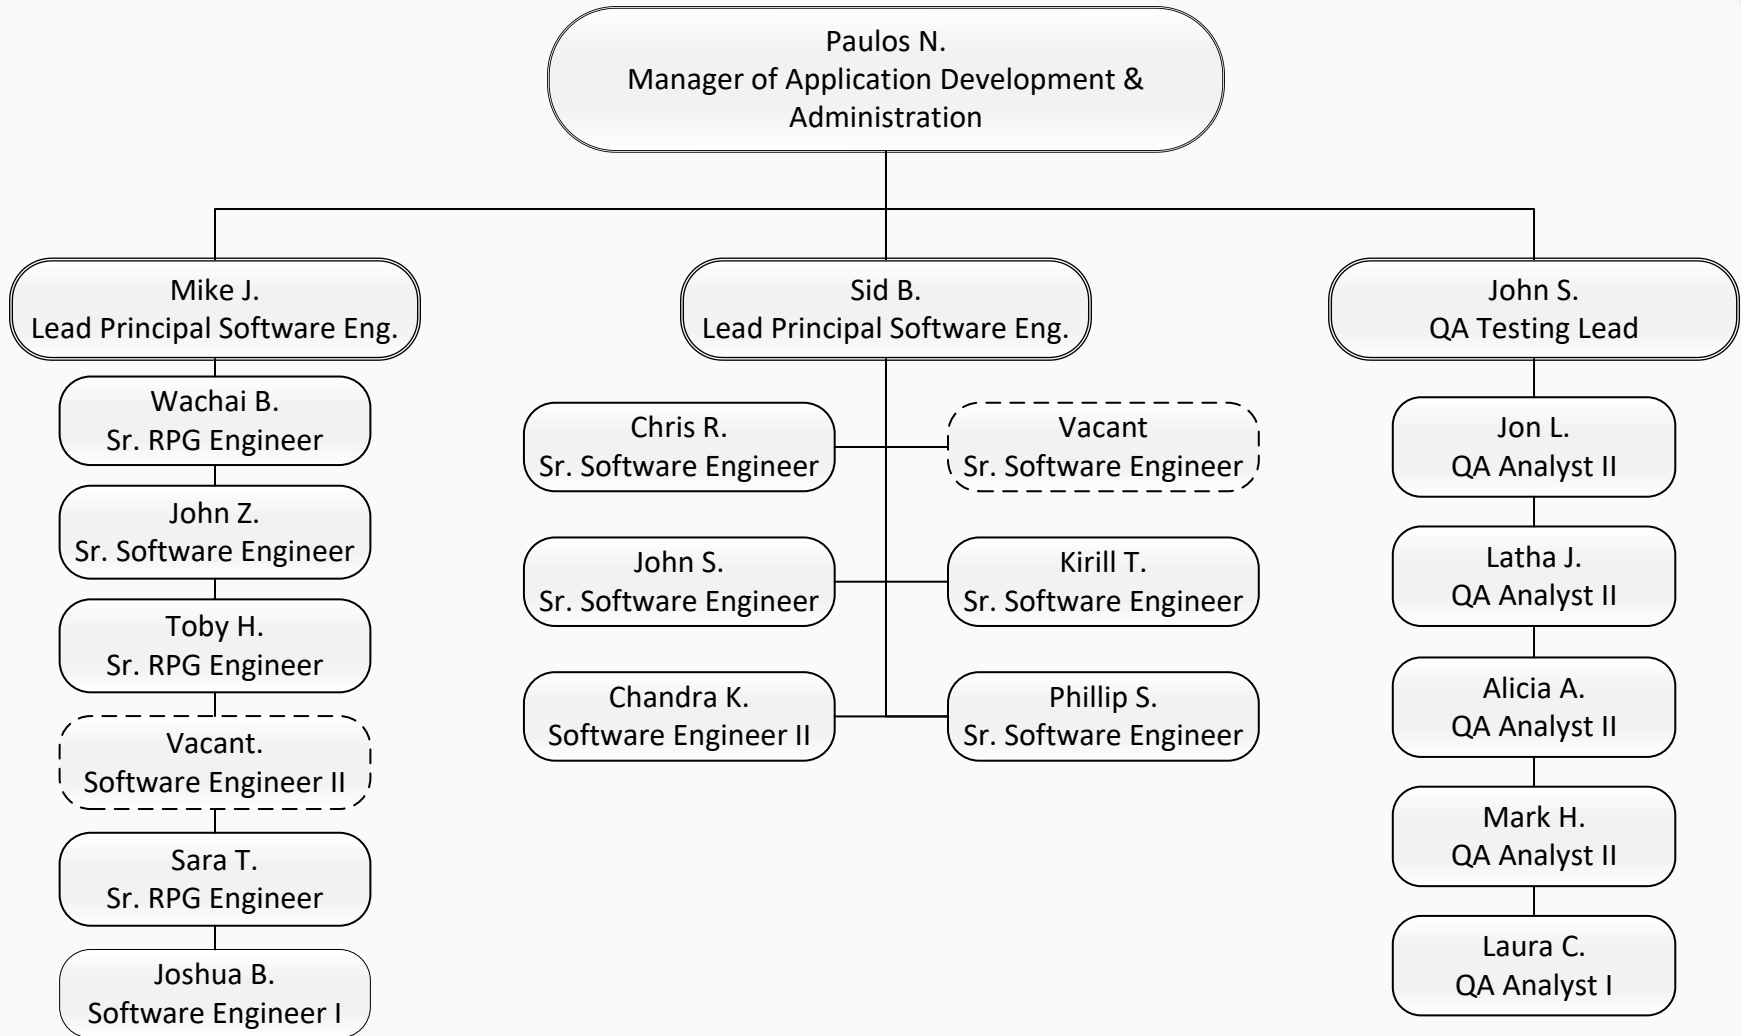 Paulos N.
Manager of Application Development &
Administration
Mike J.
Lead Principal Software Eng.
Wachai B.
Sr. RPG Engineer
John Z.
Sr. Software Engineer
Toby H.
Sr. RPG Engineer
Vacant.
Software Engineer II
Sara T.
Sr. RPG Engineer
Joshua B.
Software Engineer I
Sid B.
Lead Principal Software Eng.
Chris R.
Sr. Software Engineer
Vacant
Sr. Software Engineer
John S.
Sr. Software Engineer
Kirill T.
Sr. Software Engineer
Chandra K.
Software Engineer II
Phillip S.
Sr. Software Engineer
John S.
QA Testing Lead
Jon L.
QA Analyst II
Latha J.
QA Analyst II
Alicia A.
QA Analyst II
Mark H.
QA Analyst II
Laura C.
QA Analyst I